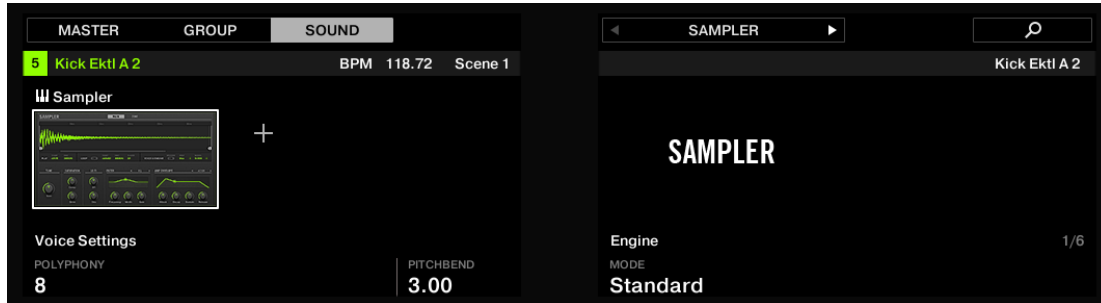 MASTER GROUP SOUND
5 Kick Ektl A 2 BPM 118.72 Scene 1
Sampler
SAMPLER
Voice Settings
POLYPHONY PITCHBEND
8 3.00
SAMPLER
Kick Ektl A 2
SAMPLER
Engine 1/6
MODE
Standard